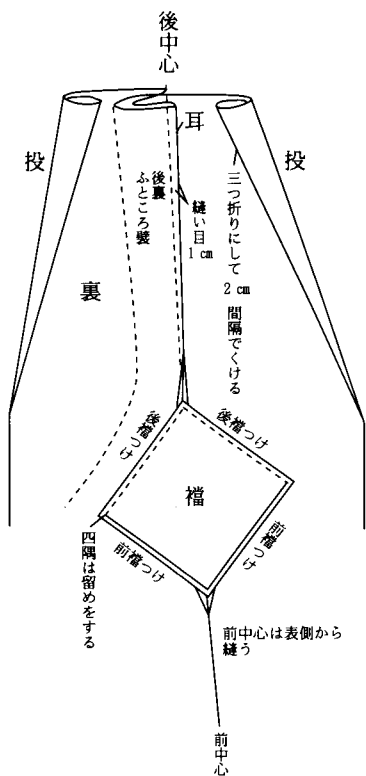 後中心
投
耳
投
後裏
ふところ襞
縫い目
1㎝
三つ折りにして 2㎝ 間隔でくける
裏
後襠つけ
後襠つけ
襠
前襠つけ
前襠つけ
四隅は留めをする
前中心は表側から
縫う
前中心